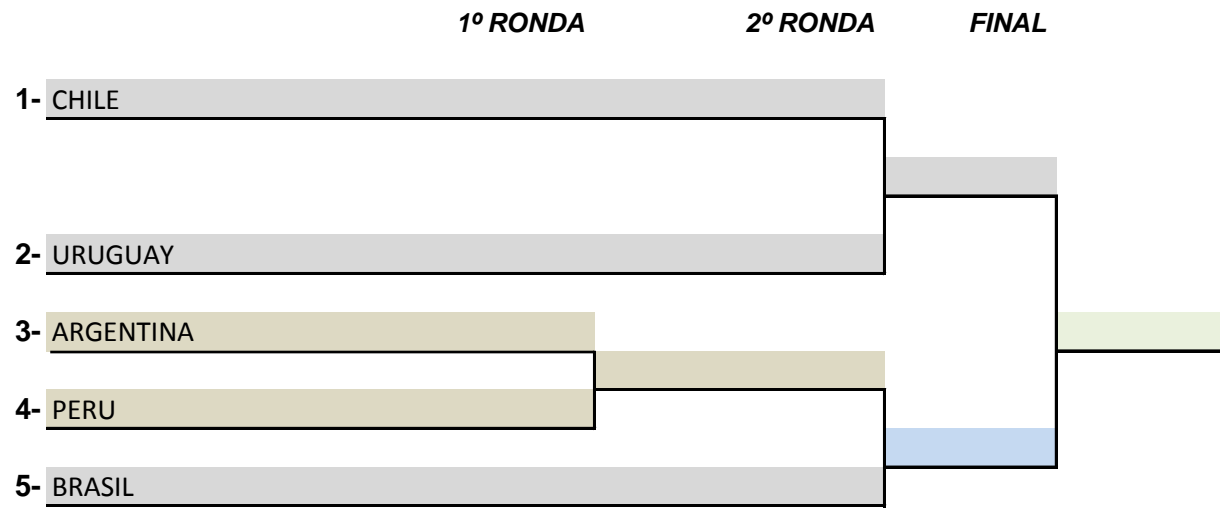 1º RONDA 2º RONDA FINAL
1- CHILE
2- URUGUAY
3- ARGENTINA
4- PERU
5- BRASIL